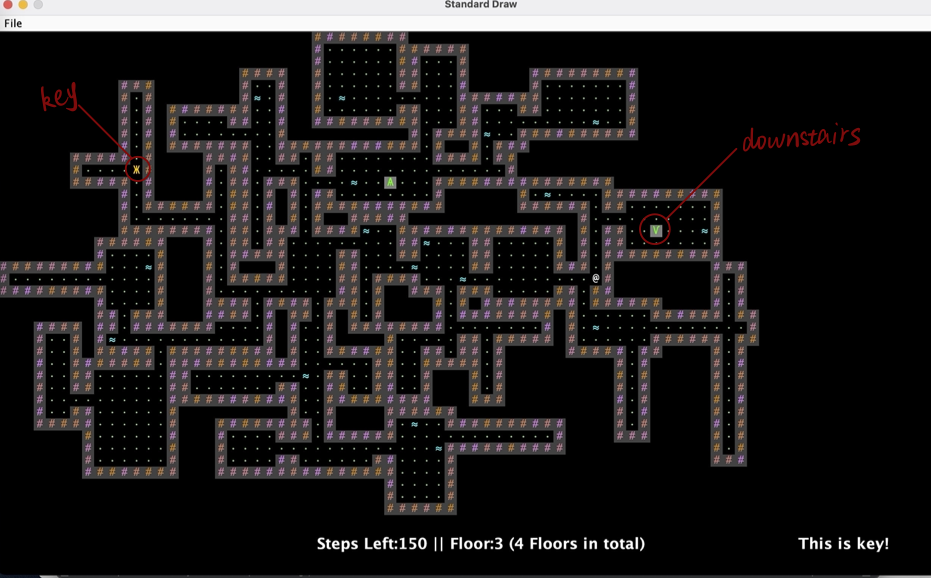 Standard Draw
File
key
downstairs
Steps Left:150 || Floor:3 (4 Floors in total)
This is key!